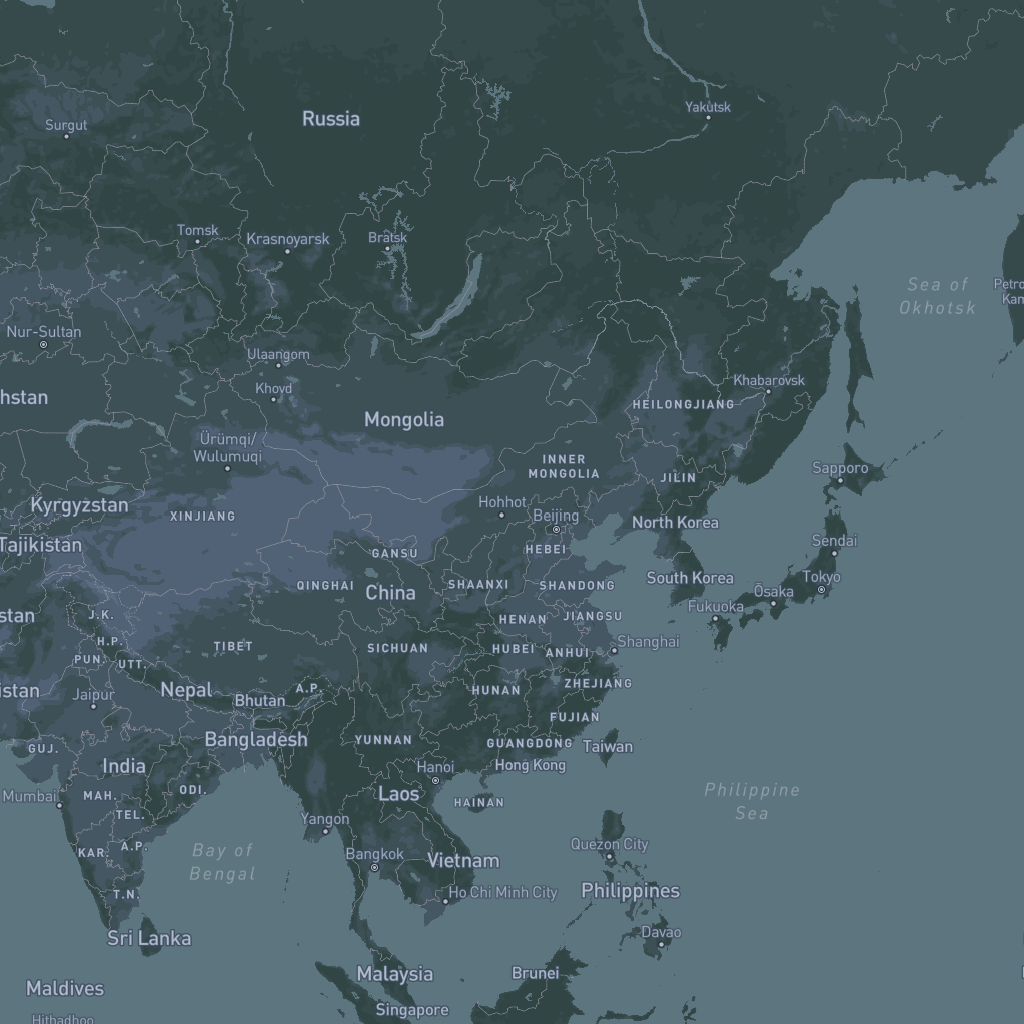 Russia
Yakutsk
Surgut
Tomsk
Krasnoyarsk
Bratsk
Sea of
Okhotsk
Nur-Sultan
Ulaangom
Khovd
Khabarovsk
HEILONGJIANG
Mongolia
Ürümqi/
Wulumuqi
INNER
MONGOLIA
Sapporo
JILIN
Kyrgyzstan
XINJIANG
Hohhot
Beijing
North Korea
Tajikistan
GANSU
HEBEI
Sendai
QINGHAI
China
SHAANXI
SHANDONG
South Korea
Tokyo
Ōsaka
Fukuoka
J.K.
HENAN
JIANGSU
H.P.
TIBET
SICHUAN
HUBEI
ANHUI
Shanghai
PUN.
UTT.
Jaipur
Nepal
A.P.
Bhutan
HUNAN
ZHEJIANG
FUJIAN
GUJ.
Bangladesh
YUNNAN
GUANGDONG
Taiwan
India
Hanoi
Hong Kong
Mumbai
MAH.
ODI.
Laos
HAINAN
Philippine
Sea
TEL.
Yangon
KAR.
A.P.
Bay of
Bengal
Bangkok
Vietnam
Quezon City
T.N.
Ho Chi Minh City
Philippines
Sri Lanka
Davao
Malaysia
Brunei
Maldives
Singapore
Hithadhoo